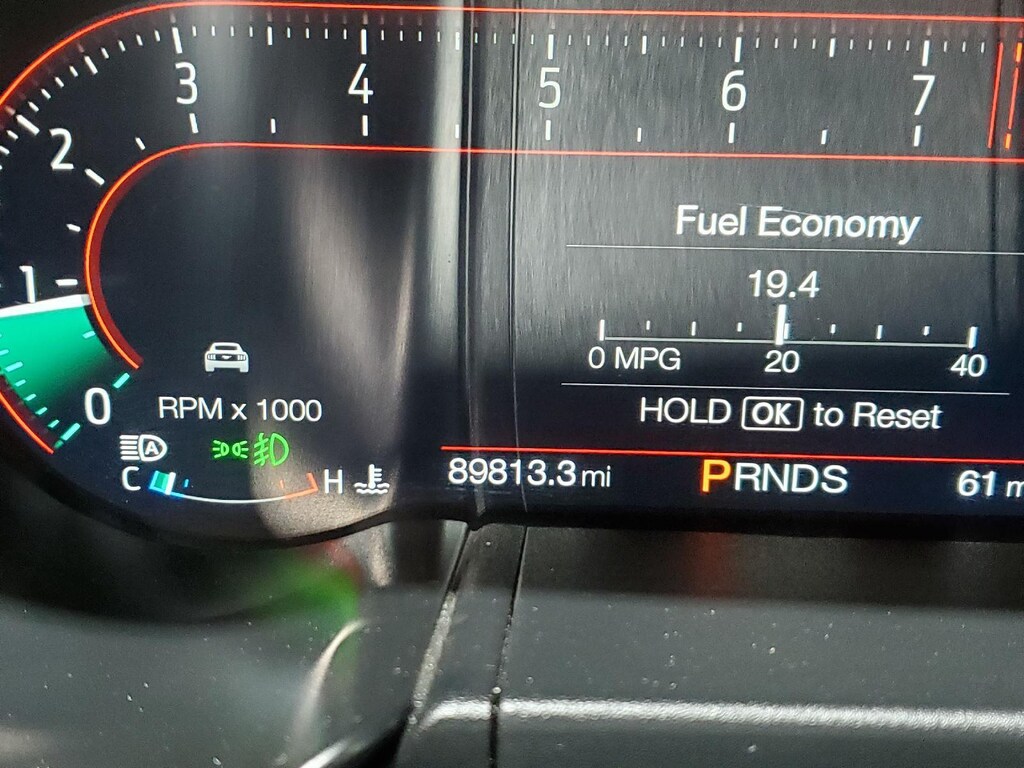 3 4 5 6 7
2
1
0
Fuel Economy
19.4
0 MPG 20 40
HOLD OK to Reset
RPM x 1000
A
C H
89813.3 mi PRNDS 61 m